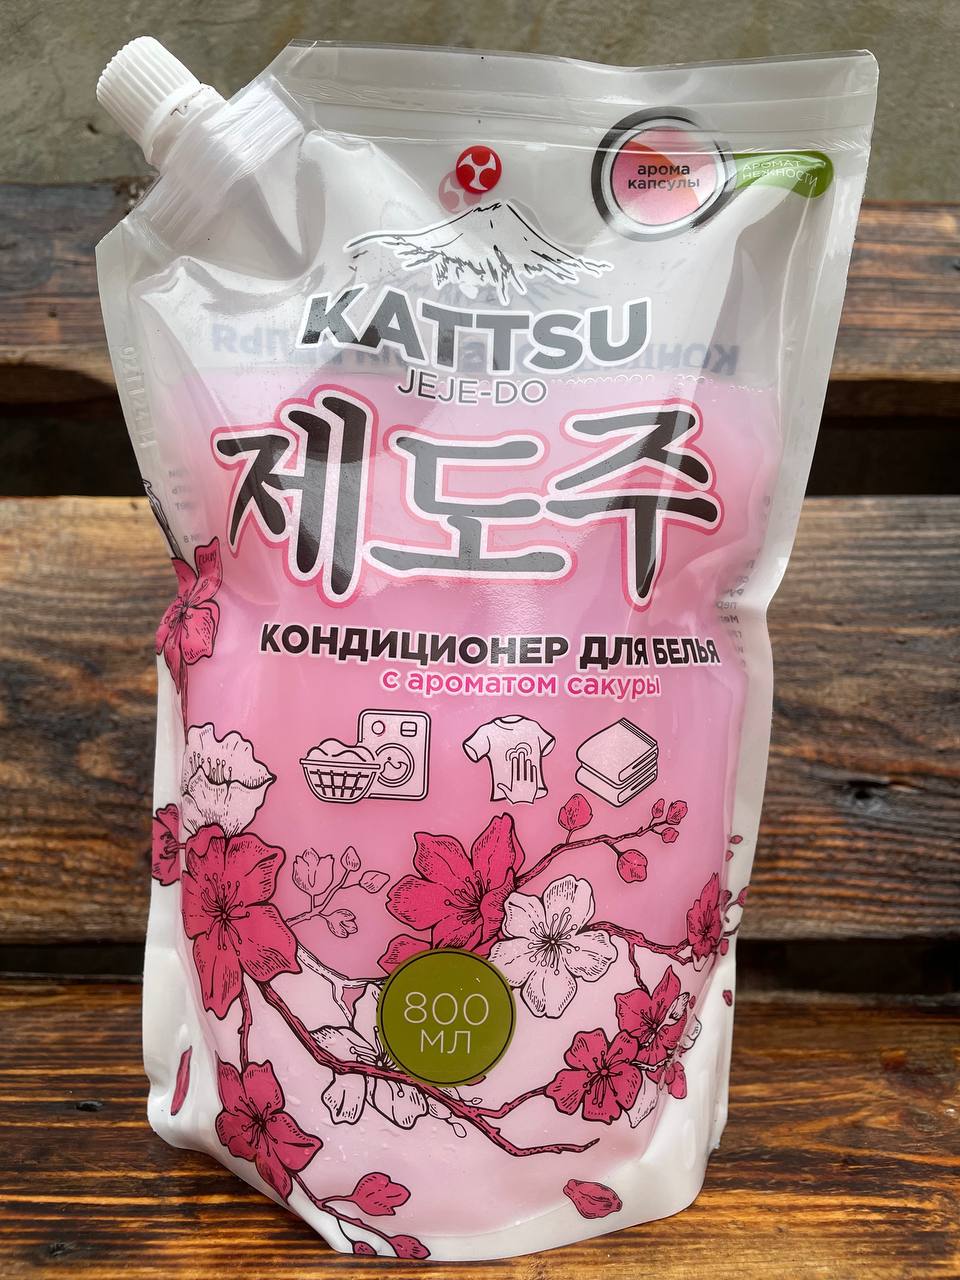 арома
капсулы
АРОМАТ
НЕЖНОСТИ
KATTSU
JEJE-DO
제도주
КОНДИЦИОНЕР ДЛЯ БЕЛЬЯ
с ароматом сакуры
800
МЛ